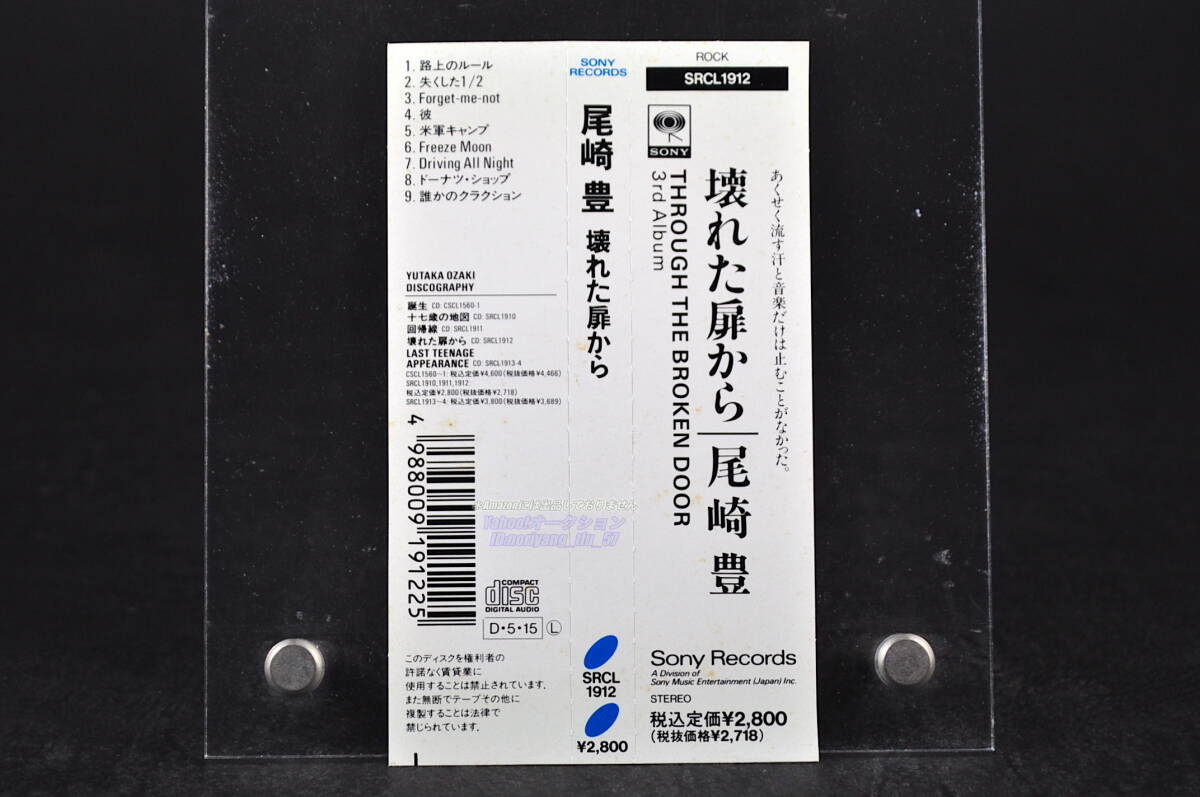 1. 路上のルール
2. 失くした1/2
3. Forget-me-not
4. 彼
5. 米軍キャンプ
6. Freeze Moon
7. Driving All Night
8. ドーナツ・ショップ
9. 誰かのクラクション
YUTAKA OZAKI
DISCOGRAPHY
誕生 CD: CSCL1560-1
十七歳の地図 CD: SRCL1910
回帰線 CD: SRCL1911
壊れた扉から CD: SRCL1912
LAST TEENAGE
APPEARANCE CD: SRCL1913-4
CSCL1560〜1: 税込定価¥4,600(税抜価格¥4,466)
SRCL1910,1911,1912:
税込定価¥2,800(税抜価格¥2,718)
SRCL1913〜4: 税込定価¥3,800(税抜価格¥3,689)
4 988009 191225
COMPACT
disc
DIGITAL AUDIO
D・5・15 L
このディスクを権利者の
許諾なく賃貸業に
使用することは禁止されています。
また無断でテープその他に
複製することは法律で
禁じられています。
SONY
RECORDS
尾崎 豊 壊れた扉から
SRCL
1912
¥2,800
ROCK
SRCL1912
SONY
あくせく流す汗と音楽だけは止むことがなかった。
壊れた扉から|尾崎 豊
THROUGH THE BROKEN DOOR
3rd Album
Sony Records
A Division of
Sony Music Entertainment (Japan) Inc.
STEREO
税込定価¥2,800
(税抜価格¥2,718)
※Amazonには出品しておりません
Yahoo!オークション